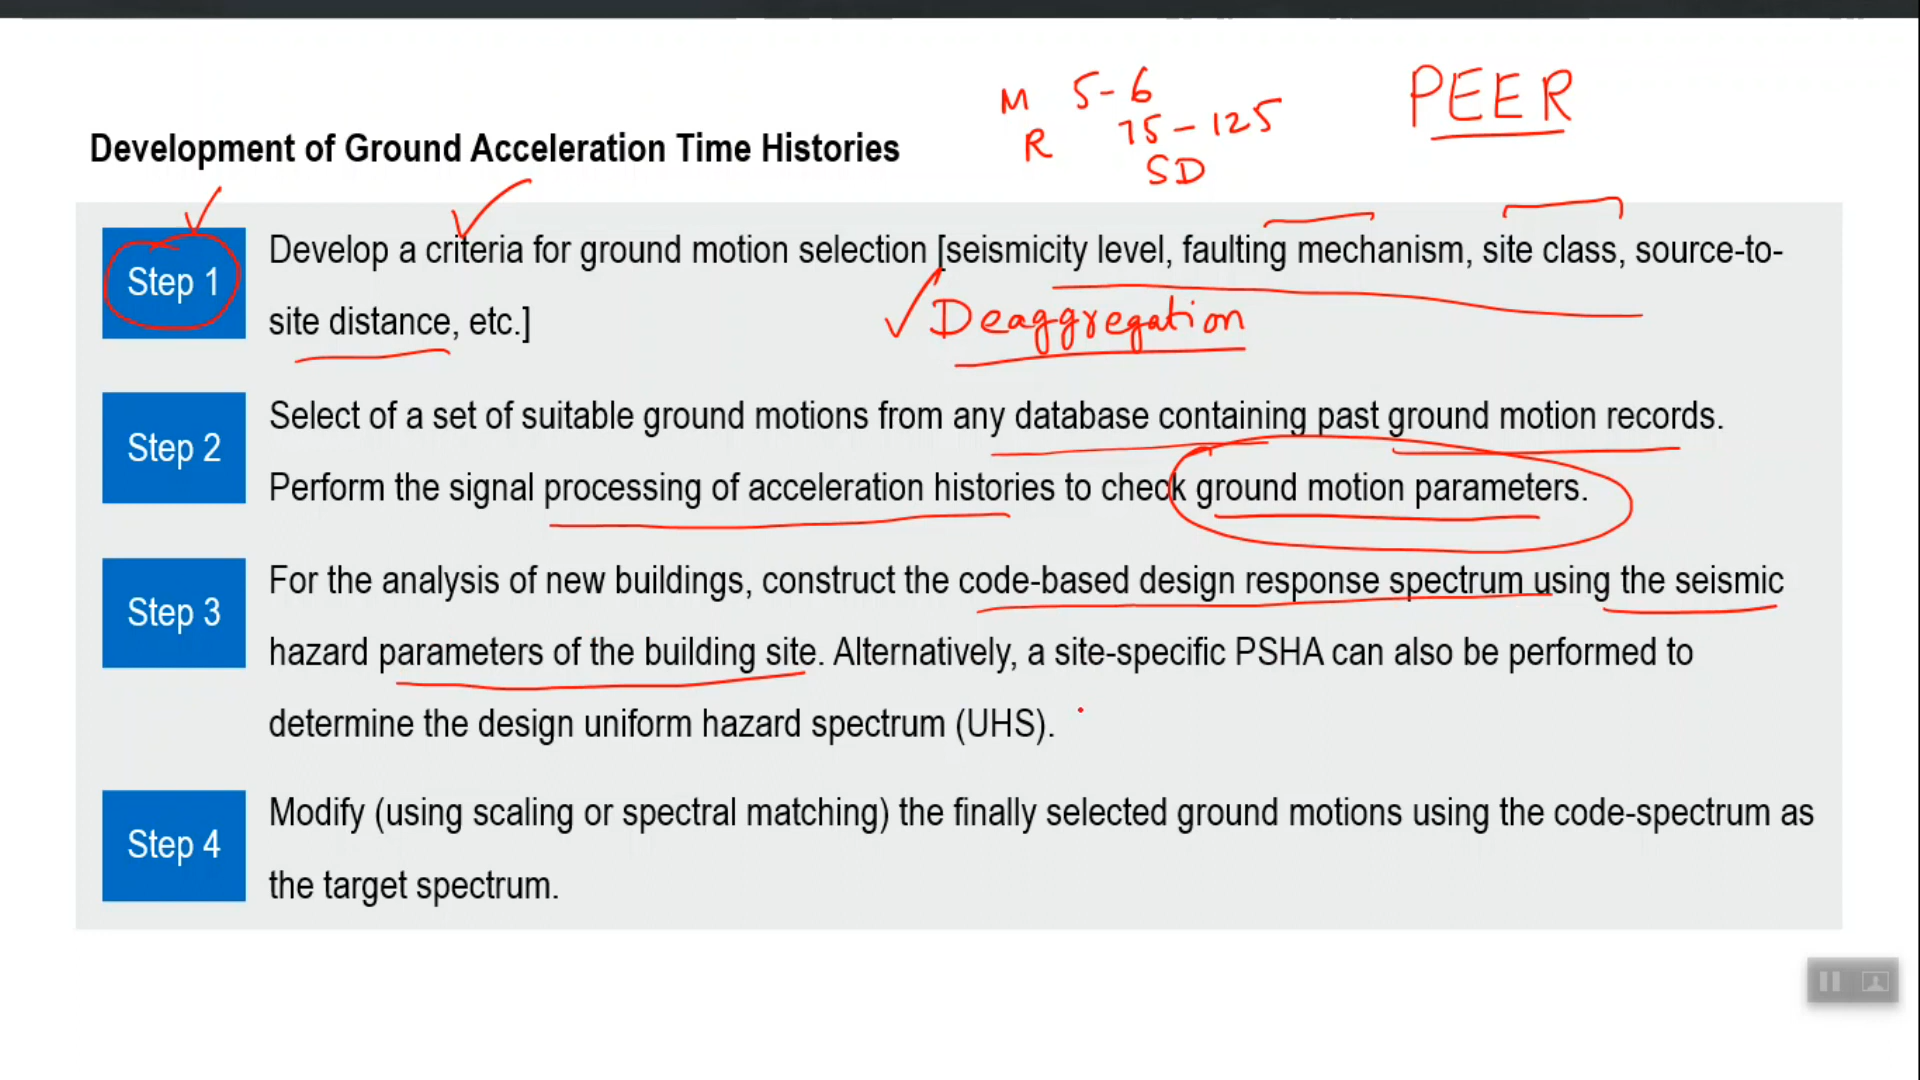 M 5-6
PEER
R 75-125
SD
Development of Ground Acceleration Time Histories
Step 1
Develop a criteria for ground motion selection [seismicity level, faulting mechanism, site class, source-to-
site distance, etc.]
Deaggregation
Step 2
Select of a set of suitable ground motions from any database containing past ground motion records.
Perform the signal processing of acceleration histories to check ground motion parameters.
Step 3
For the analysis of new buildings, construct the code-based design response spectrum using the seismic
hazard parameters of the building site. Alternatively, a site-specific PSHA can also be performed to
determine the design uniform hazard spectrum (UHS).
Step 4
Modify (using scaling or spectral matching) the finally selected ground motions using the code-spectrum as
the target spectrum.